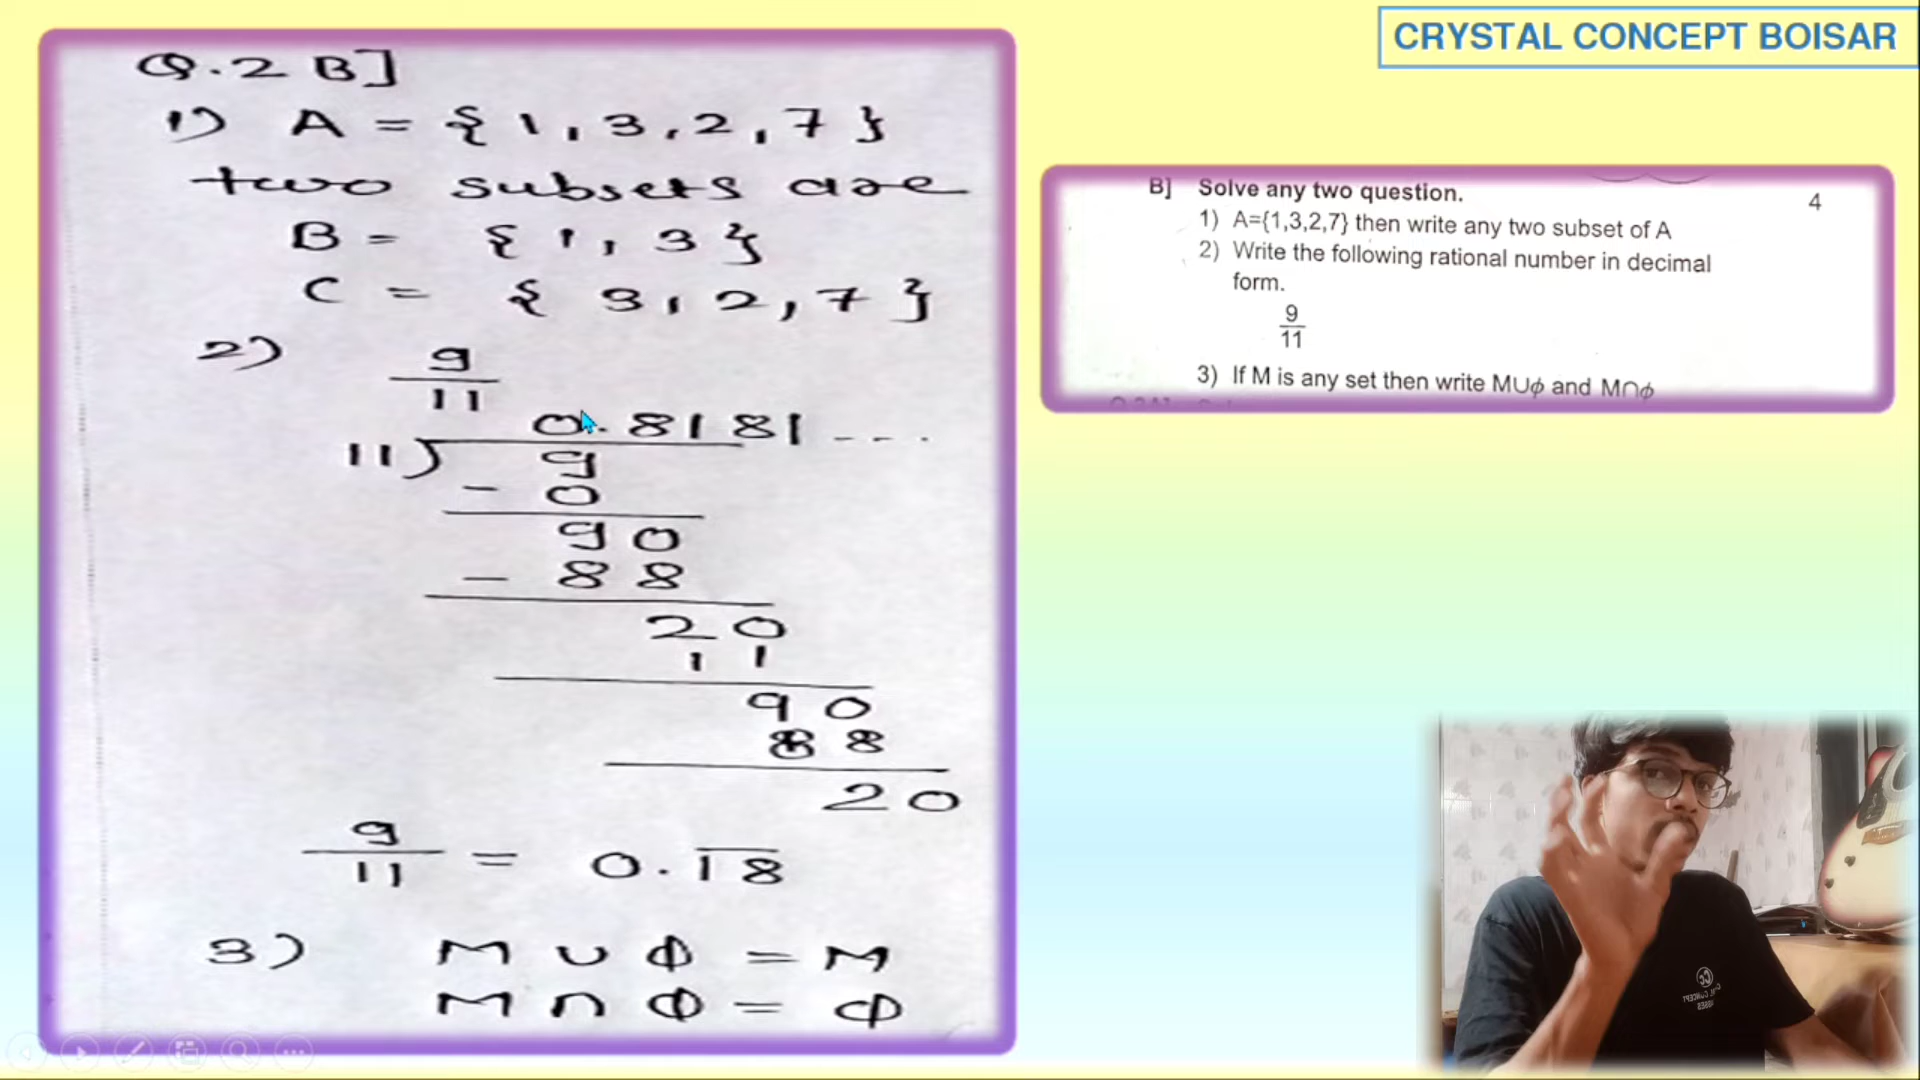 CRYSTAL CONCEPT BOISAR
Q.2 B]
1) A = { 1, 3, 2, 7 }
two subsets are
B = { 1, 3 }
C = { 3, 2, 7 }
2) 9
11
0.8181 ----
11) 9
- 0
90
- 88
20
11
90
88
20
9
11 = 0.1̅8̅
3) M ∪ Φ = M
M ∩ Φ = Φ
B] Solve any two question. 4
1) A={1,3,2,7} then write any two subset of A
2) Write the following rational number in decimal
form.
9
11
3) If M is any set then write M∪ϕ and M∩ϕ